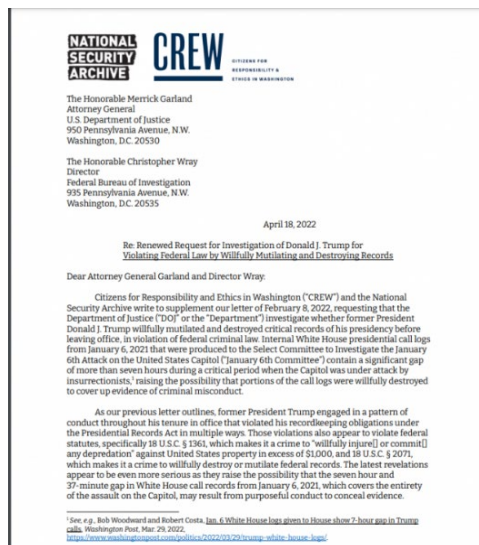 NATIONAL
SECURITY
ARCHIVE
CREW
CITIZENS FOR
RESPONSIBILITY &
ETHICS IN WASHINGTON
The Honorable Merrick Garland
Attorney General
U.S. Department of Justice
950 Pennsylvania Avenue, N.W.
Washington, D.C. 20530
The Honorable Christopher Wray
Director
Federal Bureau of Investigation
935 Pennsylvania Avenue, N.W.
Washington, D.C. 20535
April 18, 2022
Re: Renewed Request for Investigation of Donald J. Trump for
Violating Federal Law by Willfully Mutilating and Destroying Records
Dear Attorney General Garland and Director Wray:
Citizens for Responsibility and Ethics in Washington ("CREW") and the National
Security Archive write to supplement our letter of February 8, 2022, requesting that the
Department of Justice ("DOJ" or the "Department") investigate whether former President
Donald J. Trump willfully mutilated and destroyed critical records of his presidency before
leaving office, in violation of federal criminal law. Internal White House presidential call logs
from January 6, 2021 that were produced to the Select Committee to Investigate the January
6th Attack on the United States Capitol ("January 6th Committee") contain a significant gap
of more than seven hours during a critical period when the Capitol was under attack by
insurrectionists,¹ raising the possibility that portions of the call logs were willfully destroyed
to cover up evidence of criminal misconduct.
As our previous letter outlines, former President Trump engaged in a pattern of
conduct throughout his tenure in office that violated his recordkeeping obligations under
the Presidential Records Act in multiple ways. Those violations also appear to violate federal
statutes, specifically 18 U.S.C. § 1361, which makes it a crime to "willfully injure[] or commit[]
any depredation" against United States property in excess of $1,000, and 18 U.S.C. § 2071,
which makes it a crime to willfully destroy or mutilate federal records. The latest revelations
appear to be even more serious as they raise the possibility that the seven hour and
37-minute gap in White House call records from January 6, 2021, which covers the entirety
of the assault on the Capitol, may result from purposeful conduct to conceal evidence.
¹ See, e.g., Bob Woodward and Robert Costa, Jan. 6 White House logs given to House show 7-hour gap in Trump
calls, Washington Post, Mar. 29, 2022,
https://www.washingtonpost.com/politics/2022/03/29/trump-white-house-logs/.